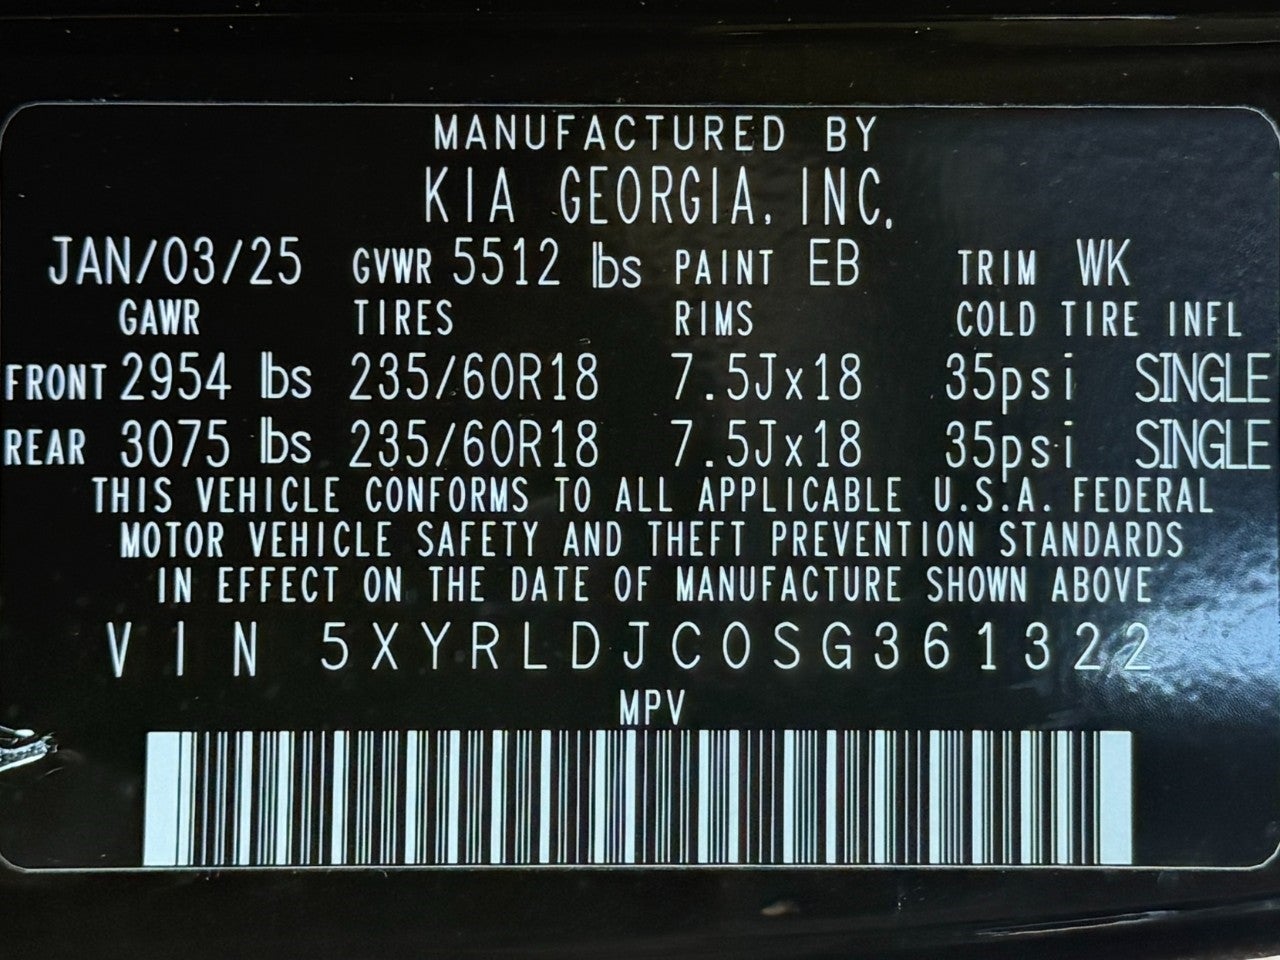 MANUFACTURED BY
KIA GEORGIA, INC.
JAN/03/25 GVWR 5512 lbs PAINT EB TRIM WK
GAWR TIRES RIMS COLD TIRE INFL
FRONT 2954 lbs 235/60R18 7.5Jx18 35psi SINGLE
REAR 3075 lbs 235/60R18 7.5Jx18 35psi SINGLE
THIS VEHICLE CONFORMS TO ALL APPLICABLE U.S.A. FEDERAL
MOTOR VEHICLE SAFETY AND THEFT PREVENTION STANDARDS
IN EFFECT ON THE DATE OF MANUFACTURE SHOWN ABOVE
VIN 5XYRLDJC0SG361322
MPV